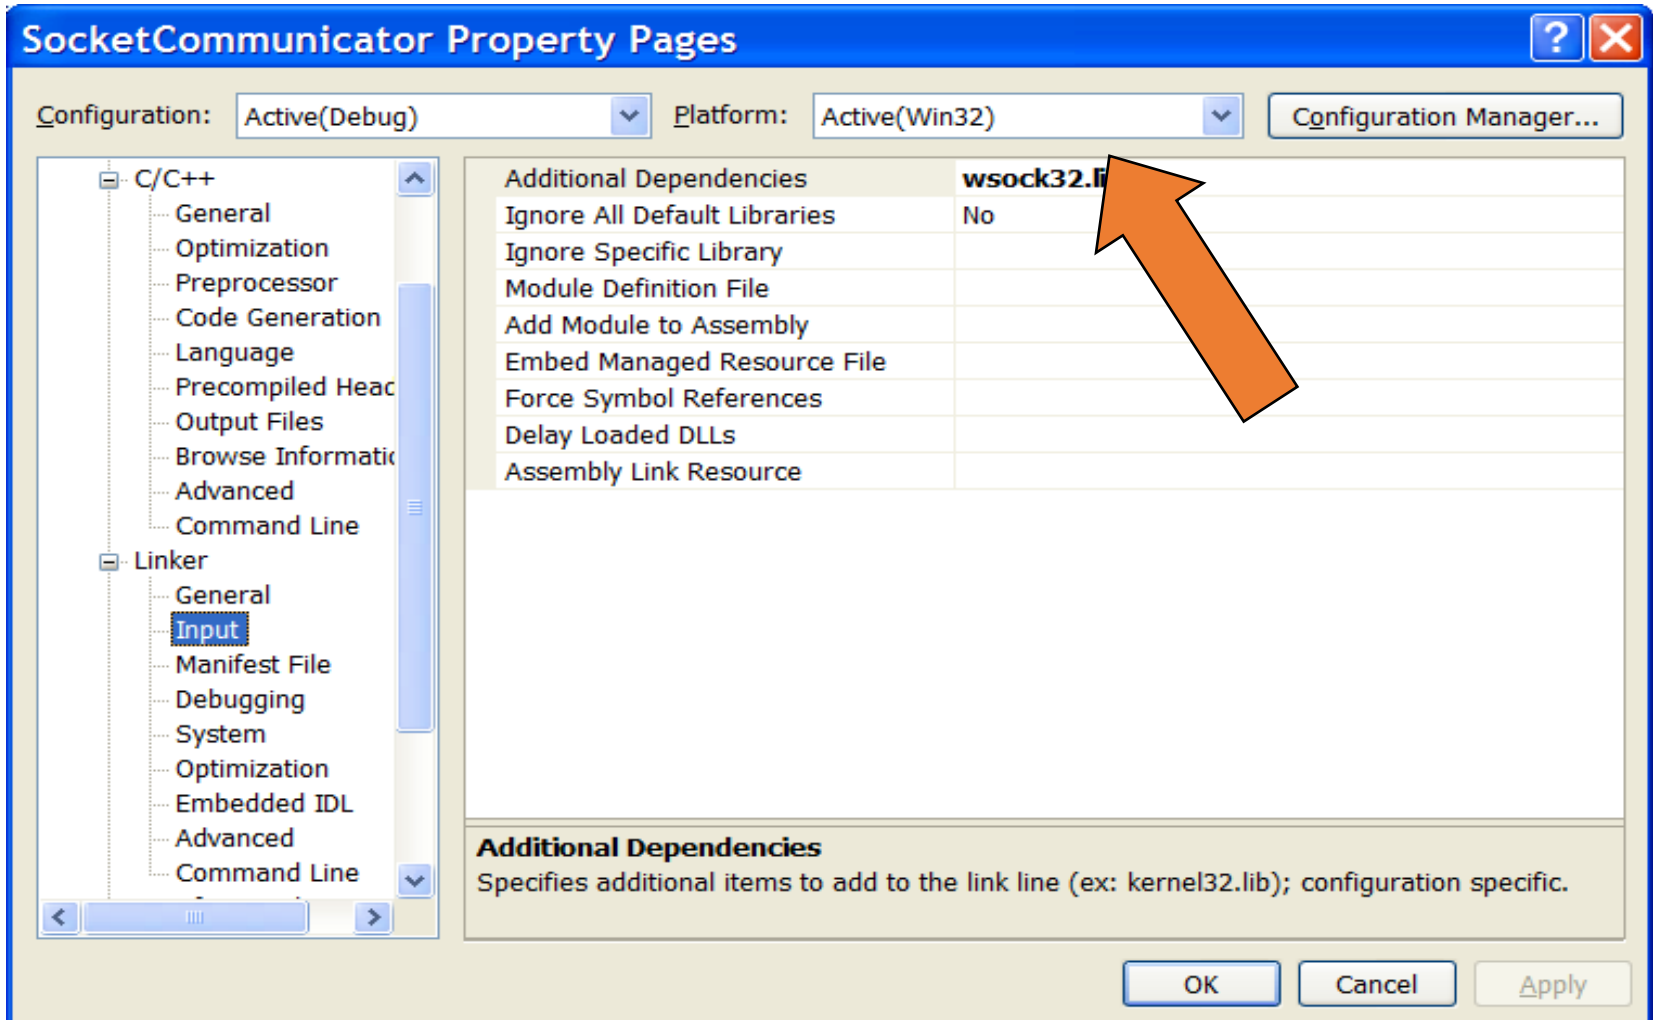 SocketCommunicator Property Pages
Configuration: Active(Debug) Platform: Active(Win32) Configuration Manager...
C/C++
General
Optimization
Preprocessor
Code Generation
Language
Precompiled Head
Output Files
Browse Informatic
Advanced
Command Line
Linker
General
Input
Manifest File
Debugging
System
Optimization
Embedded IDL
Advanced
Command Line
Additional Dependencies wsock32.li
Ignore All Default Libraries No
Ignore Specific Library
Module Definition File
Add Module to Assembly
Embed Managed Resource File
Force Symbol References
Delay Loaded DLLs
Assembly Link Resource
Additional Dependencies
Specifies additional items to add to the link line (ex: kernel32.lib); configuration specific.
OK Cancel Apply